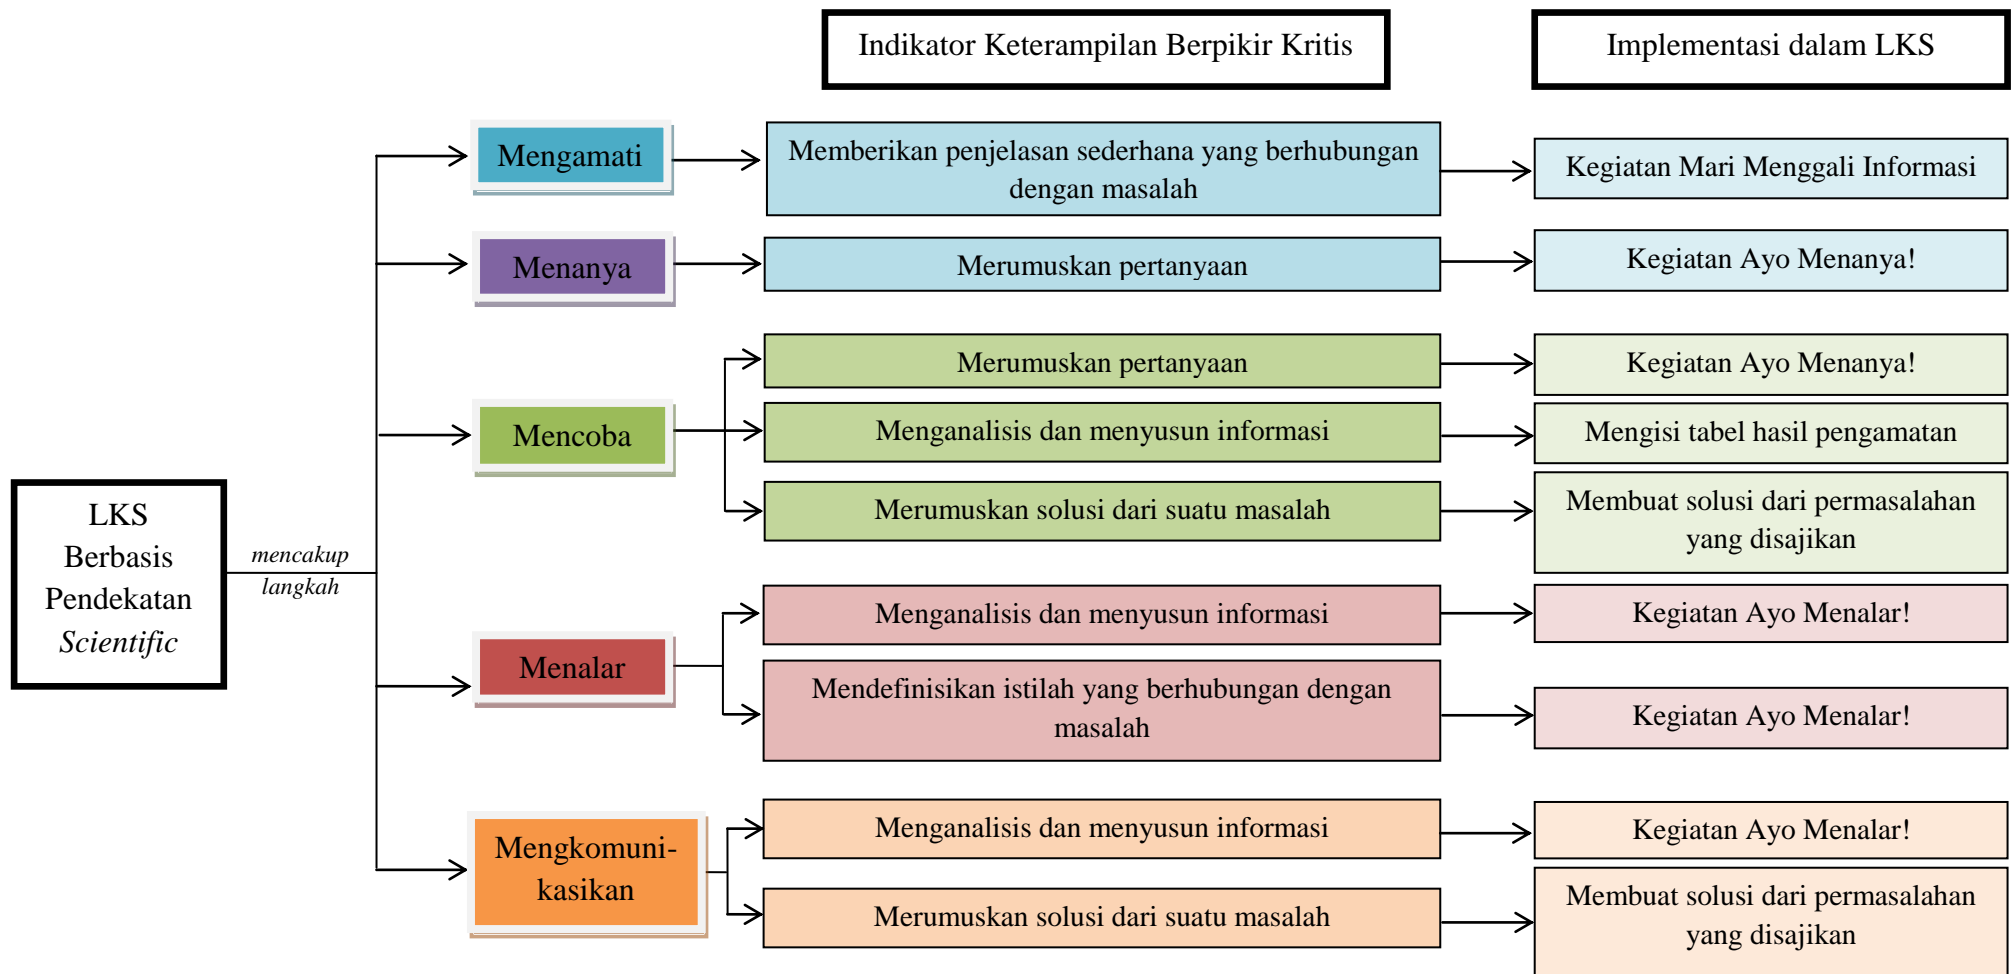 Indikator Keterampilan Berpikir Kritis
Implementasi dalam LKS
LKS
Berbasis
Pendekatan
Scientific
mencakup
langkah
Mengamati
Memberikan penjelasan sederhana yang berhubungan
dengan masalah
Kegiatan Mari Menggali Informasi
Menanya
Merumuskan pertanyaan
Kegiatan Ayo Menanya!
Mencoba
Merumuskan pertanyaan
Kegiatan Ayo Menanya!
Menganalisis dan menyusun informasi
Mengisi tabel hasil pengamatan
Merumuskan solusi dari suatu masalah
Membuat solusi dari permasalahan
yang disajikan
Menalar
Menganalisis dan menyusun informasi
Kegiatan Ayo Menalar!
Mendefinisikan istilah yang berhubungan dengan
masalah
Kegiatan Ayo Menalar!
Mengkomuni-
kasikan
Menganalisis dan menyusun informasi
Kegiatan Ayo Menalar!
Merumuskan solusi dari suatu masalah
Membuat solusi dari permasalahan
yang disajikan